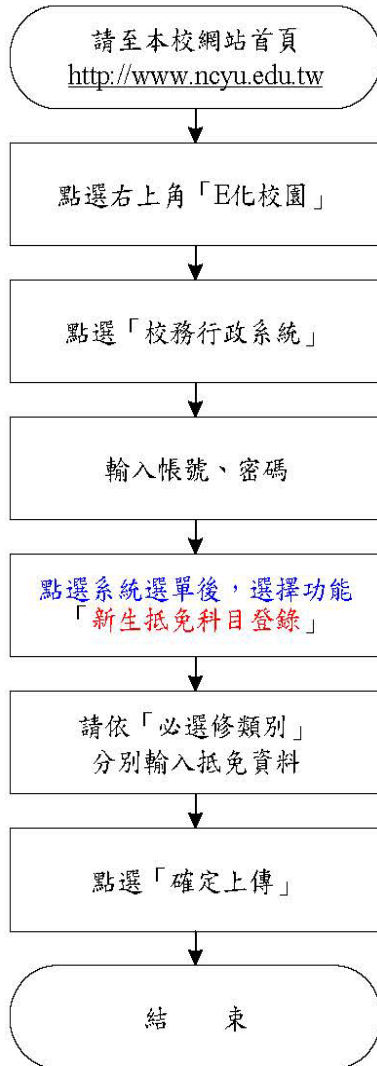 請至本校網站首頁
http://www.ncyu.edu.tw
點選右上角「E化校園」
點選「校務行政系統」
輸入帳號、密碼
點選系統選單後，選擇功能
「新生抵免科目登錄」
請依「必選修類別」
分別輸入抵免資料
點選「確定上傳」
結　　束